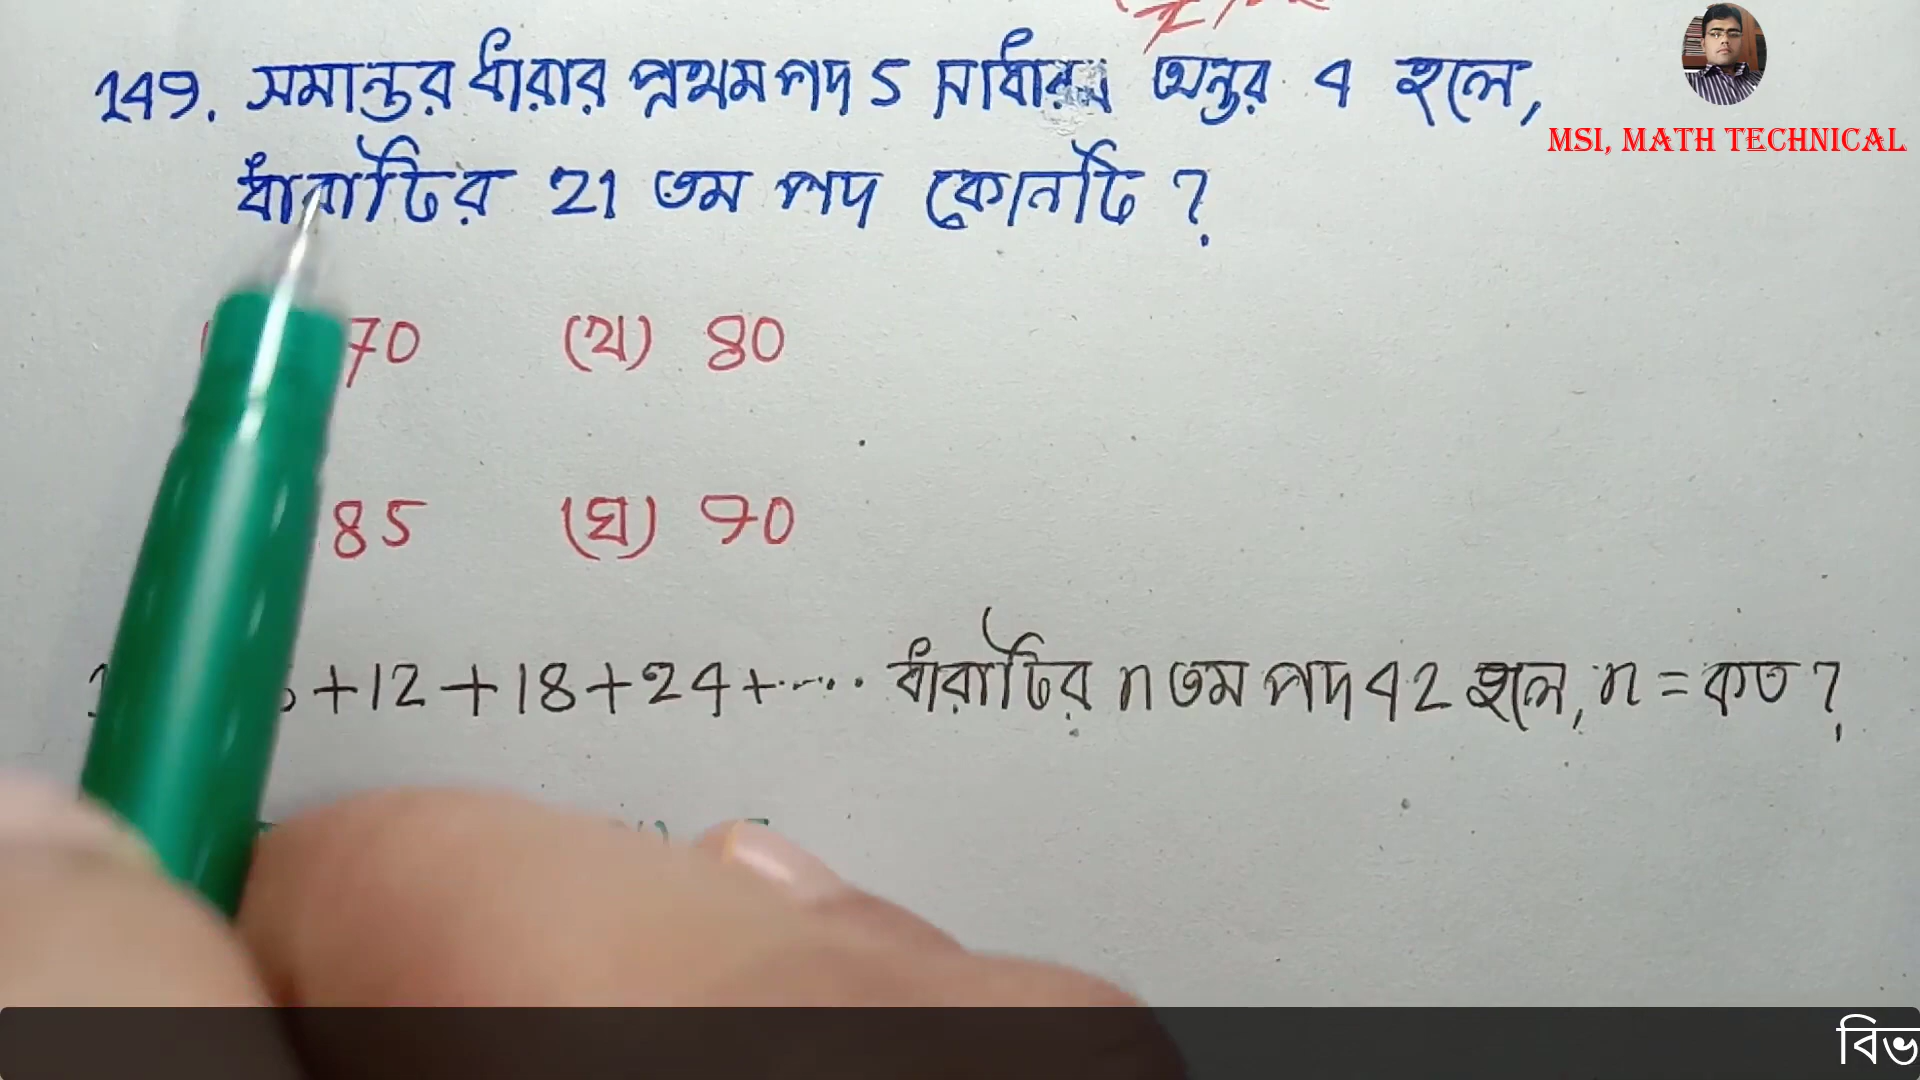 149. সমান্তর ধারার প্রথম পদ 5 সাধারন অন্তর 4 হলে,
MSI, MATH TECHNICAL
ধারাটির 21 তম পদ কোনটি ?
70 (খ) 80
85 (ঘ) 90
+12+18+24+..... ধারাটির n তম পদ 42 হলে, n = কত ?
বিভ